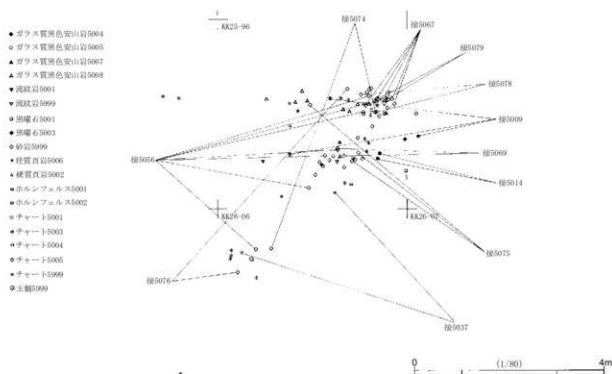 ガラス質黒色安山岩5004
ガラス質黒色安山岩5005
ガラス質黒色安山岩5007
ガラス質黒色安山岩5008
流紋岩5001
流紋岩5999
黒曜石5001
黒曜石5003
砂岩5999
珪質頁岩5006
硬質頁岩5002
ホルンフェルス5001
ホルンフェルス5002
チャート5001
チャート5003
チャート5004
チャート5005
チャート5999
土製5999
KK25-96
接5074
接5067
接5079
接5078
接5009
接5069
接5014
接5056
KK26-06
KK26-07
接5075
接5076
接5037
0
(1/80)
4m